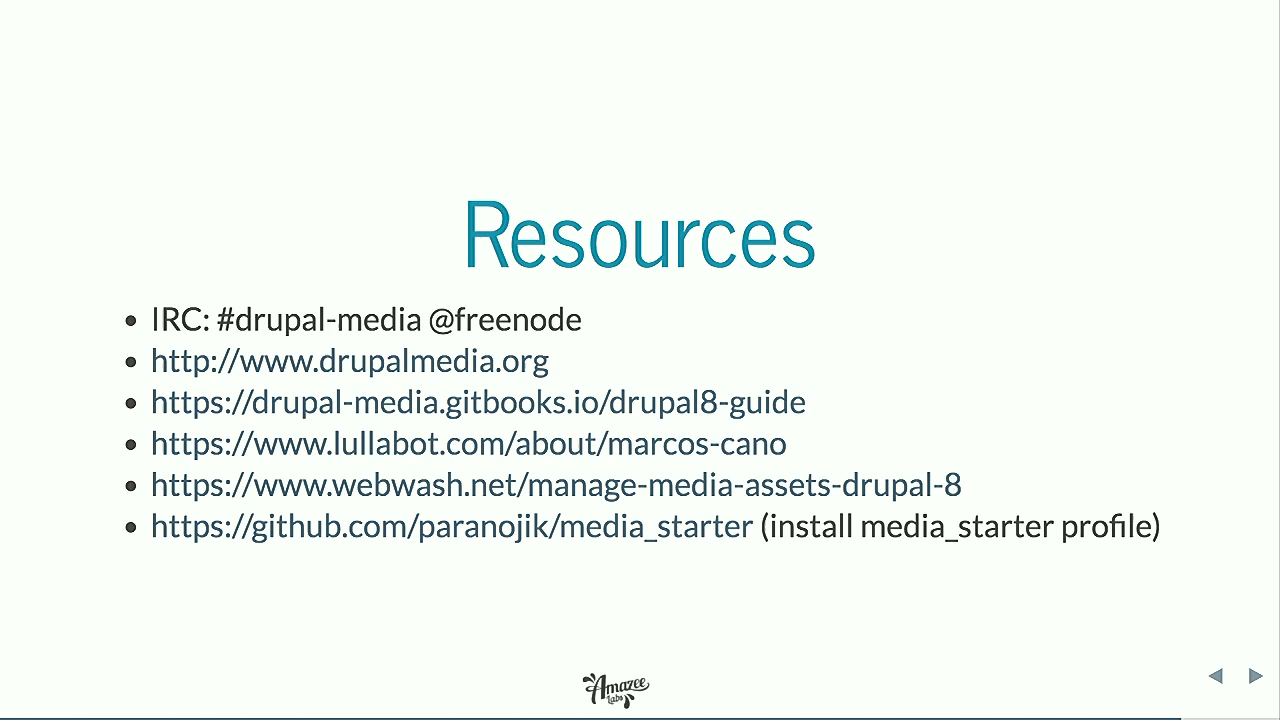 Resources
IRC: #drupal-media @freenode
http://www.drupalmedia.org
https://drupal-media.gitbooks.io/drupal8-guide
https://www.lullabot.com/about/marcos-cano
https://www.webwash.net/manage-media-assets-drupal-8
https://github.com/paranojik/media_starter (install media_starter profile)
Amazee
Labs